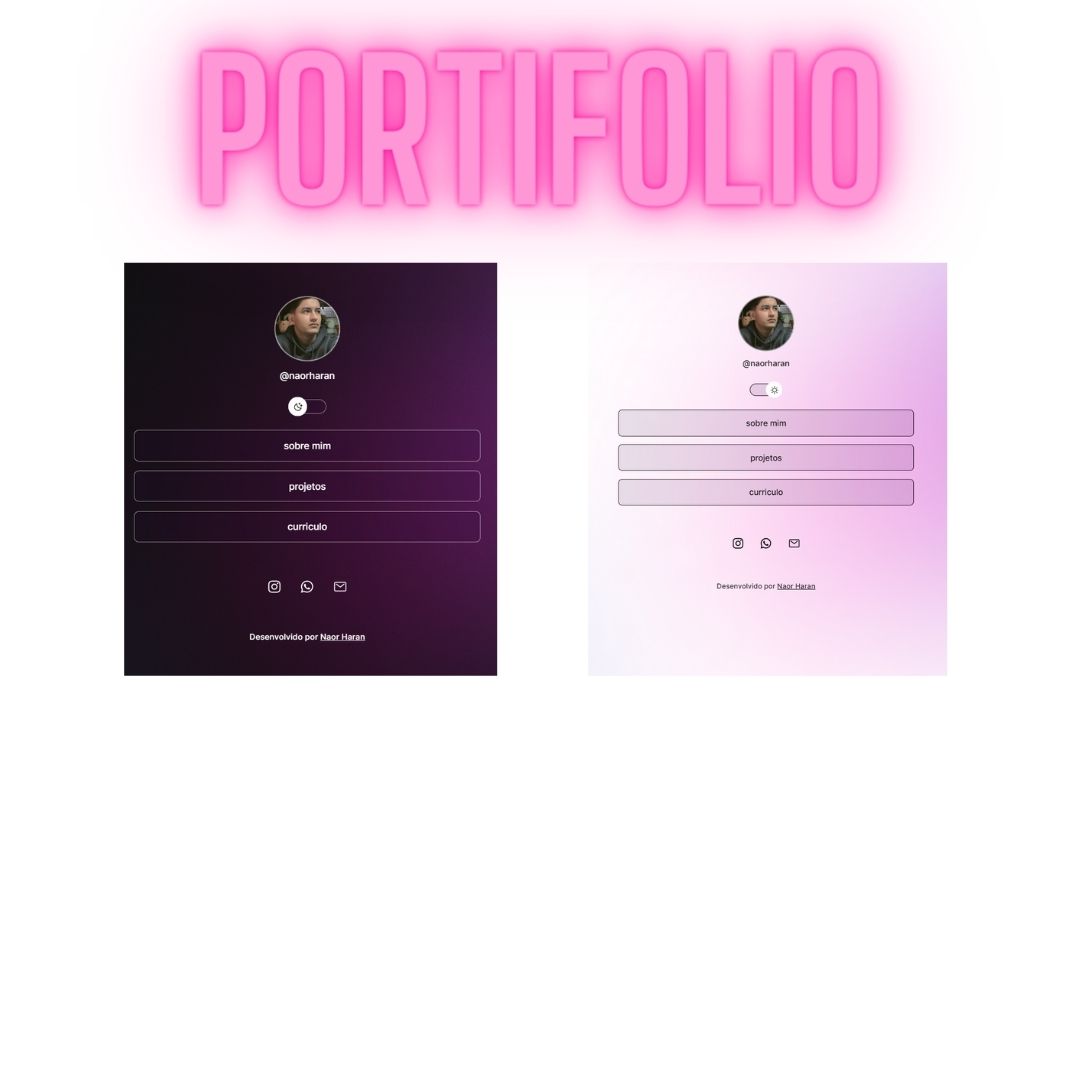 PORTIFOLIO
@naorharan
sobre mim
projetos
curriculo
Desenvolvido por Naor Haran
@naorharan
sobre mim
projetos
curriculo
Desenvolvido por Naor Haran